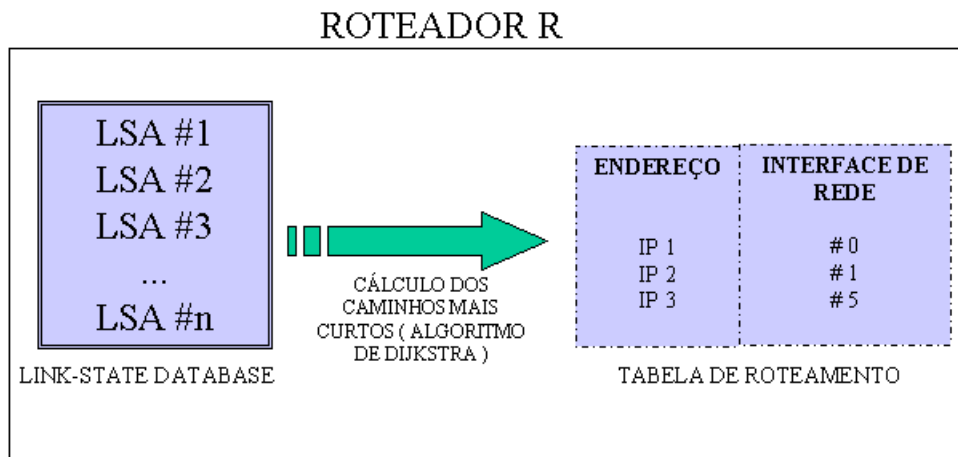 ROTEADOR R
LSA #1
LSA #2
LSA #3
...
LSA #n
LINK-STATE DATABASE
CÁLCULO DOS
CAMINHOS MAIS
CURTOS ( ALGORITMO
DE DIJKSTRA )
ENDEREÇO
INTERFACE DE
REDE
IP 1
# 0
IP 2
# 1
IP 3
# 5
TABELA DE ROTEAMENTO